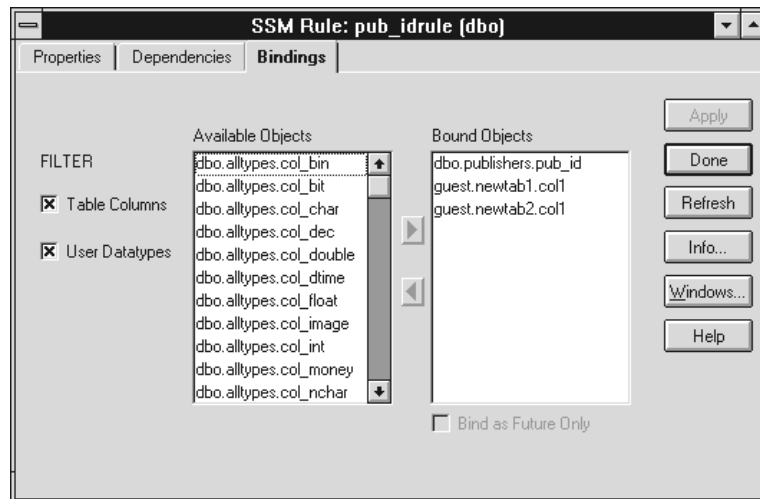 SSM Rule: pub_idrule (dbo)
Properties Dependencies Bindings
Available Objects
Bound Objects
FILTER
Table Columns
User Datatypes
dbo.alltypes.col_bin
dbo.alltypes.col_bit
dbo.alltypes.col_char
dbo.alltypes.col_dec
dbo.alltypes.col_double
dbo.alltypes.col_dtime
dbo.alltypes.col_float
dbo.alltypes.col_image
dbo.alltypes.col_int
dbo.alltypes.col_money
dbo.alltypes.col_nchar
dbo.publishers.pub_id
guest.newtab1.col1
guest.newtab2.col1
Bind as Future Only
Apply
Done
Refresh
Info...
Windows...
Help